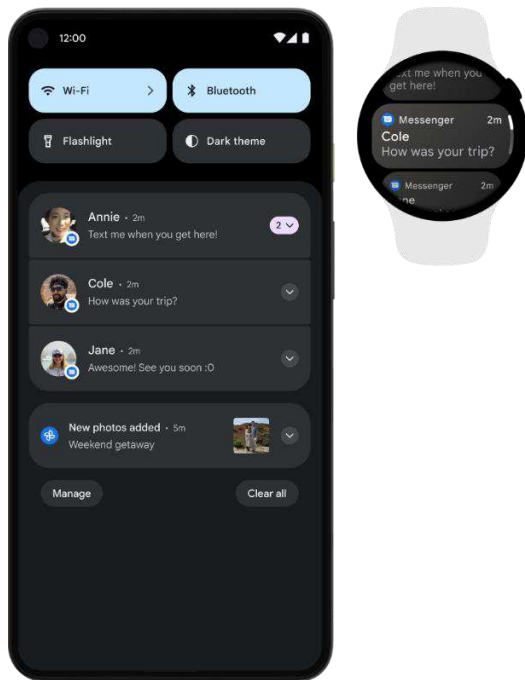 12:00
Wi-Fi
Bluetooth
Flashlight
Dark theme
Annie • 2m
2
Text me when you get here!
Cole • 2m
How was your trip?
Jane • 2m
Awesome! See you soon :O
New photos added • 5m
Weekend getaway
Manage
Clear all
me when you
get here!
Messenger 2m
Cole
How was your trip?
Messenger 2m